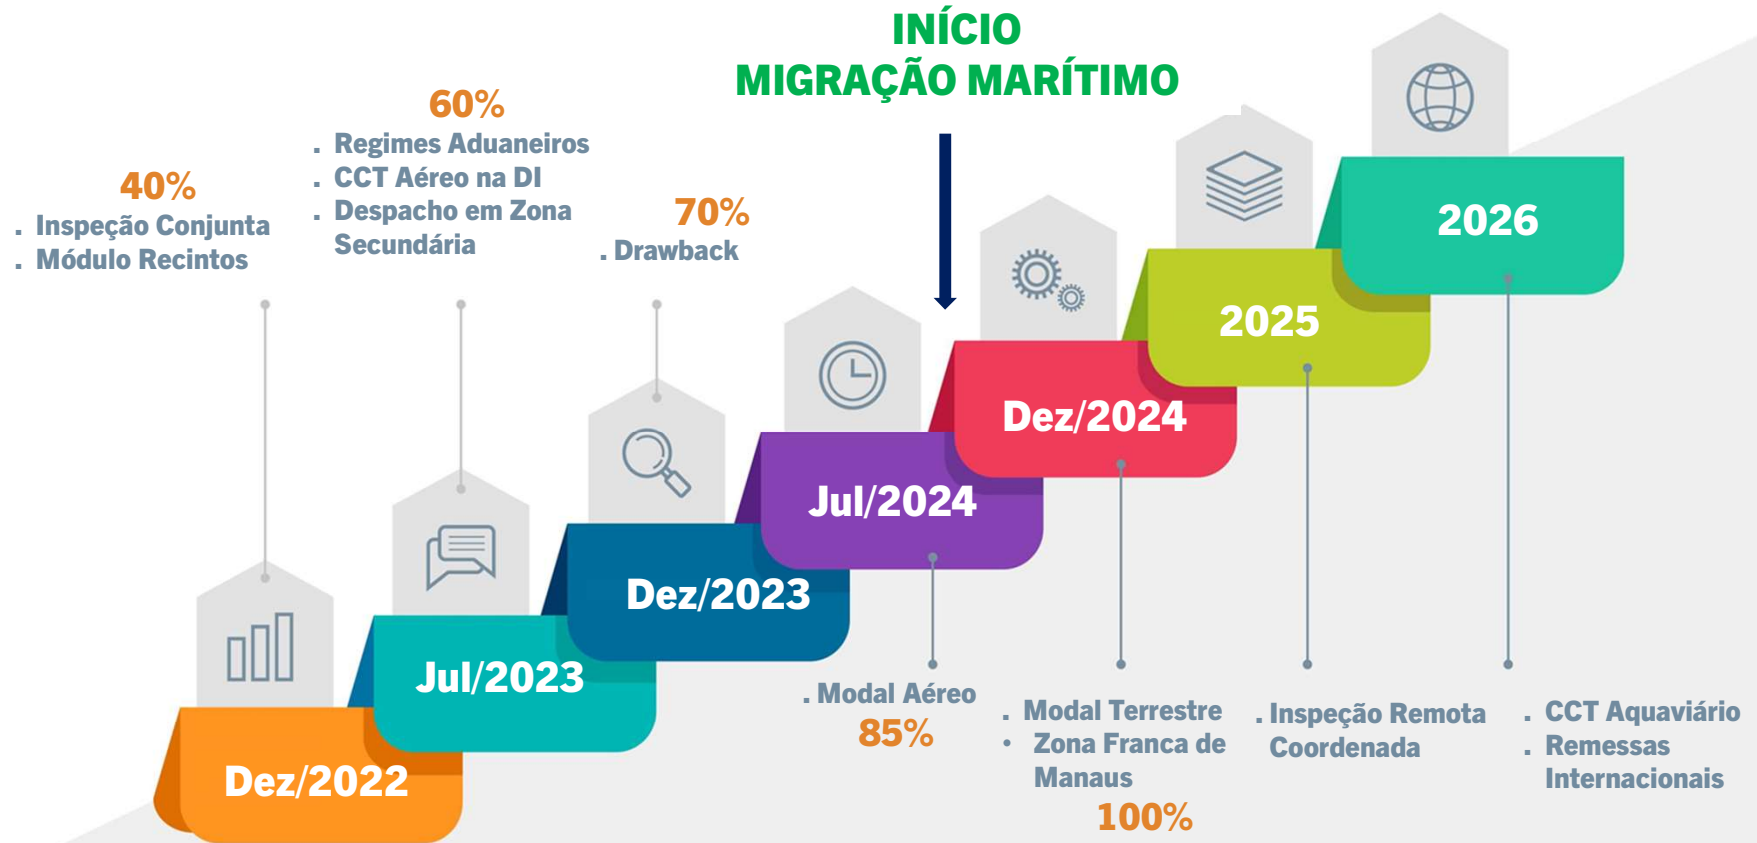 INÍCIO
MIGRAÇÃO MARÍTIMO
40%
. Inspeção Conjunta
. Módulo Recintos
60%
. Regimes Aduaneiros
. CCT Aéreo na DI
. Despacho em Zona
Secundária
70%
. Drawback
Dez/2022
Jul/2023
Dez/2023
Jul/2024
Dez/2024
2025
2026
. Modal Aéreo
85%
. Modal Terrestre
• Zona Franca de
Manaus
100%
. Inspeção Remota
Coordenada
. CCT Aquaviário
. Remessas
Internacionais